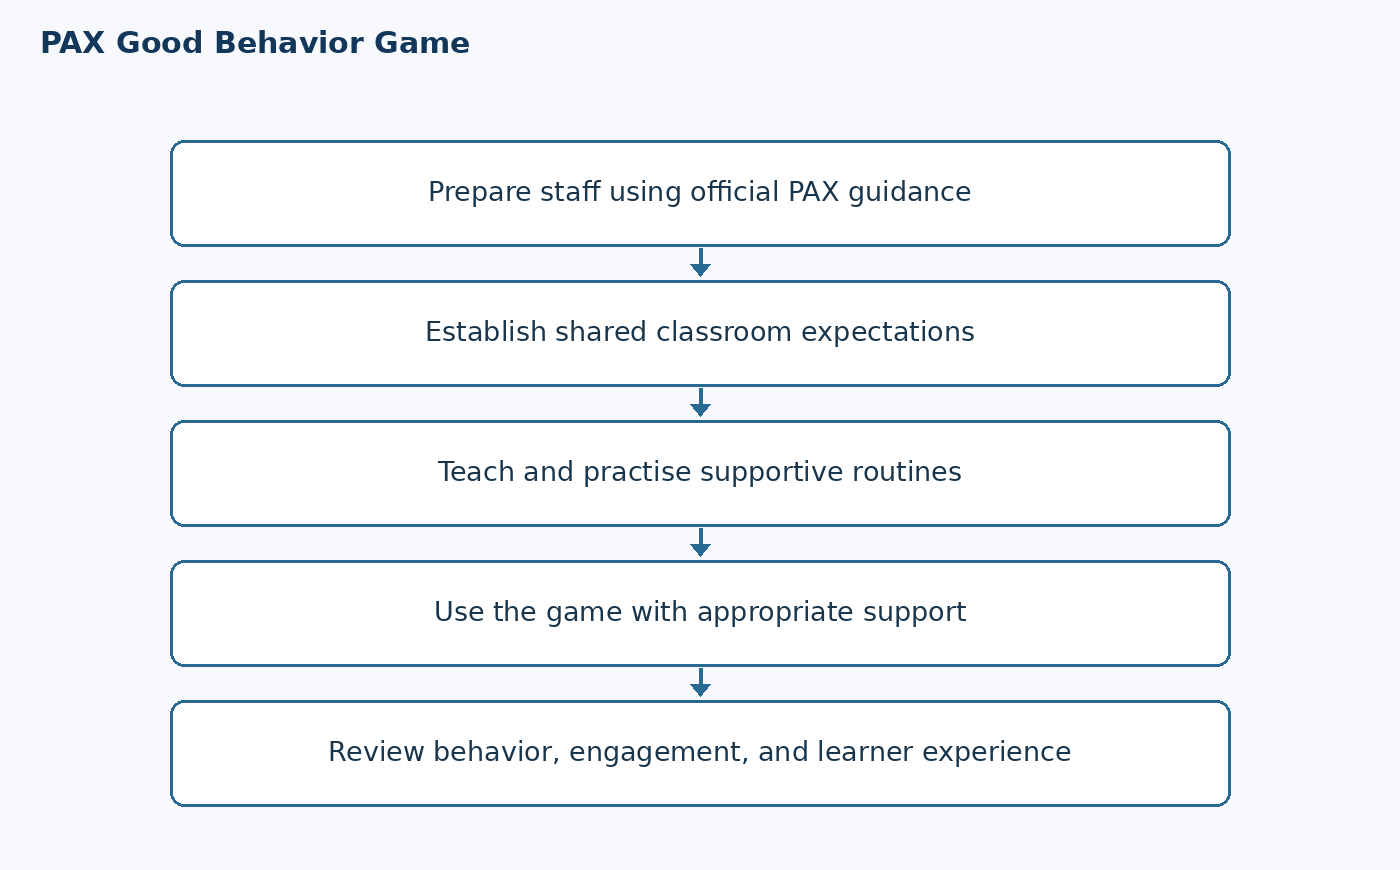 PAX Good Behavior Game
Prepare staff using official PAX guidance
Establish shared classroom expectations
Teach and practise supportive routines
Use the game with appropriate support
Review behavior, engagement, and learner experience